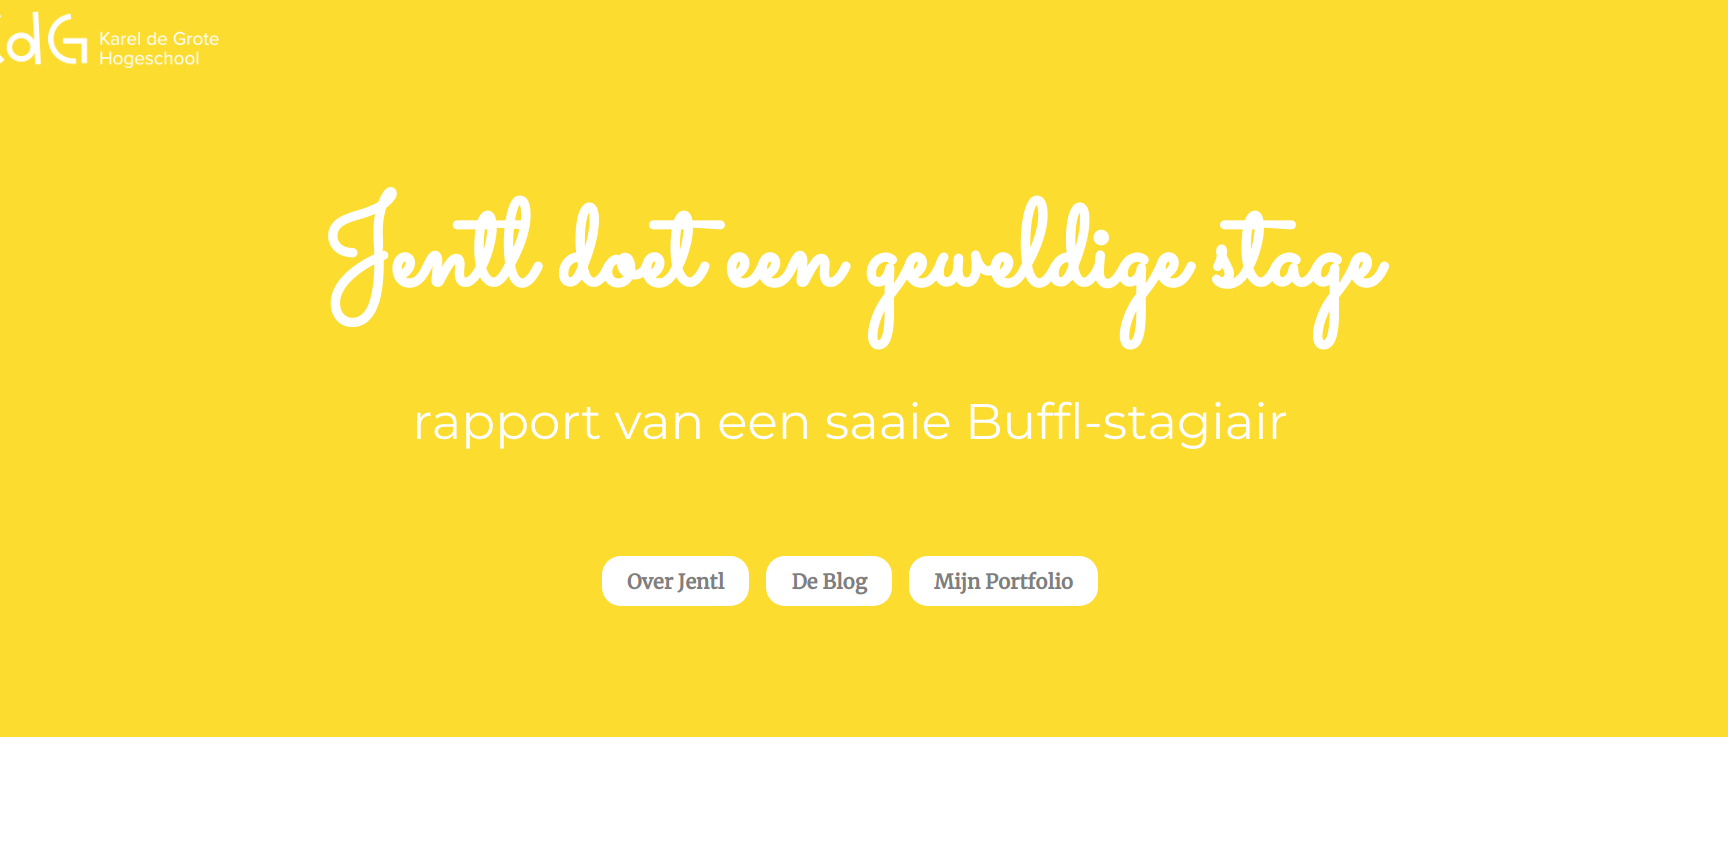 KdG Karel de Grote
Hogeschool
Jentl doet een geweldige stage
rapport van een saaie Buffl-stagiair
Over Jentl
De Blog
Mijn Portfolio